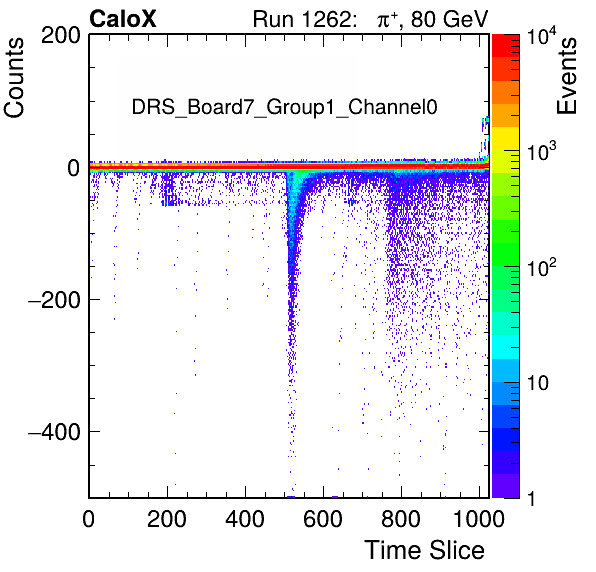 CaloX Run 1262: π⁺, 80 GeV
Counts
Events
DRS_Board7_Group1_Channel0
200
0
−200
−400
0 200 400 600 800 1000
Time Slice
10⁴
10³
10²
10
1